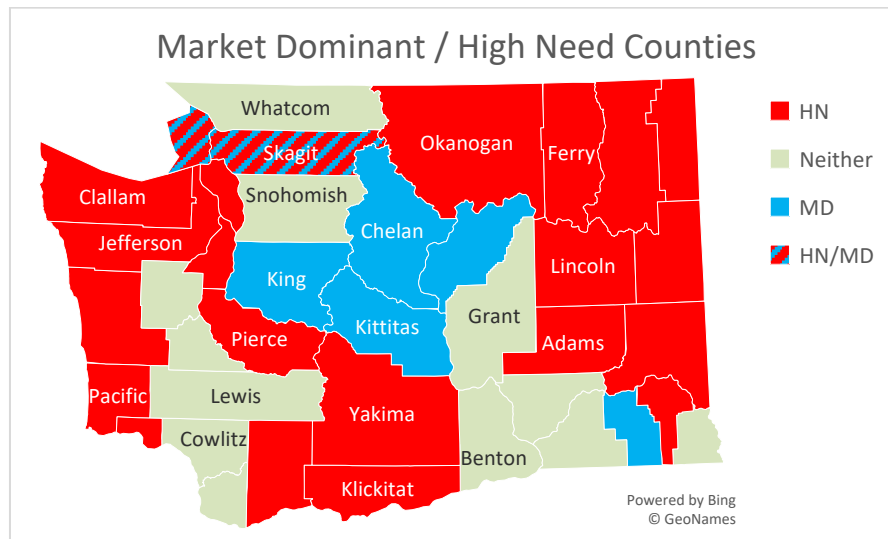 Market Dominant / High Need Counties
Whatcom
Skagit
Okanogan
Ferry
Clallam
Snohomish
Jefferson
Chelan
King
Lincoln
Kittitas
Grant
Pierce
Adams
Pacific
Lewis
Yakima
Cowlitz
Benton
Klickitat
HN
Neither
MD
HN/MD
Powered by Bing
© GeoNames